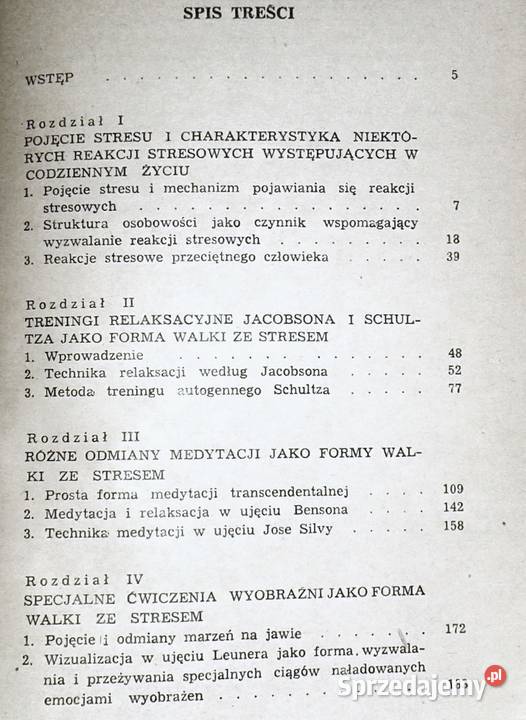 SPIS TREŚCI
WSTĘP . . . . . . . . . . . . . . . . . . 5
Rozdział I
POJĘCIE STRESU I CHARAKTERYSTYKA NIEKTÓ-
RYCH REAKCJI STRESOWYCH WYSTĘPUJĄCYCH W
CODZIENNYM ŻYCIU
1. Pojęcie stresu i mechanizm pojawiania się reakcji
stresowych . . . . . . . . . . . . . . . . 7
2. Struktura osobowości jako czynnik wspomagający
wyzwalanie reakcji stresowych . . . . . . . . 18
3. Reakcje stresowe przeciętnego człowieka . . . . . 39
Rozdział II
TRENINGI RELAKSACYJNE JACOBSONA I SCHUL-
TZA JAKO FORMA WALKI ZE STRESEM
1. Wprowadzenie . . . . . . . . . . . . . 48
2. Technika relaksacji według Jacobsona . . . . . 52
3. Metoda treningu autogennego Schultza . . . . . 77
Rozdział III
RÓŻNE ODMIANY MEDYTACJI JAKO FORMY WAL-
KI ZE STRESEM
1. Prosta forma medytacji transcendentalnej . . . . 109
2. Medytacja i relaksacja w ujęciu Bensona . . . . 142
3. Technika medytacji w ujęciu Jose Silvy . . . . 158
Rozdział IV
SPECJALNE ĆWICZENIA WYOBRAŹNI JAKO FORMA
WALKI ZE STRESEM
1. Pojęcie i odmiany marzeń na jawie . . . . . . 172
2. Wizualizacja w ujęciu Leunera jako forma wyzwala-
nia i przeżywania specjalnych ciągów naładowanych
emocjami wyobrażen . . . . . . . . . .
Sprzedajemy.pl